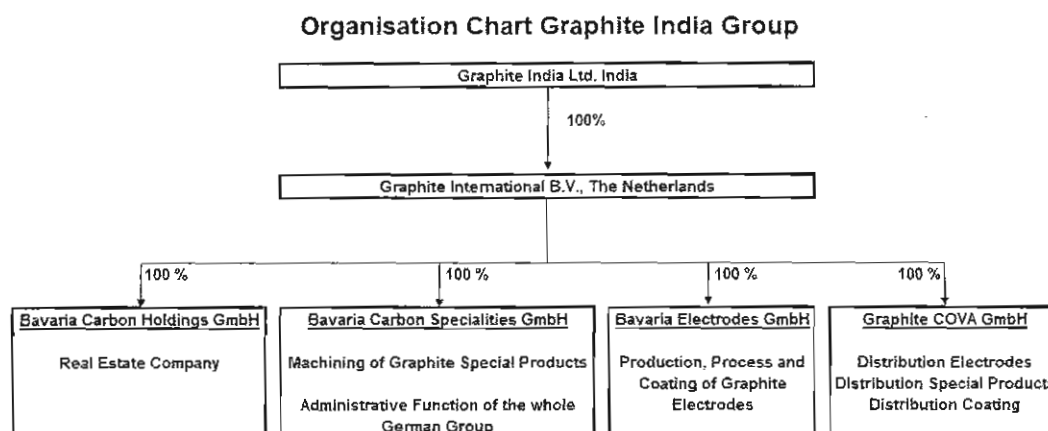 Organisation Chart Graphite India Group
Graphite India Ltd. India
100%
Graphite International B.V., The Netherlands
100 %
100 %
100 %
100 %
Bavaria Carbon Holdings GmbH
Real Estate Company
Bavaria Carbon Specialities GmbH
Machining of Graphite Special Products
Administrative Function of the whole
German Group
Bavaria Electrodes GmbH
Production, Process and
Coating of Graphite
Electrodes
Graphite COVA GmbH
Distribution Electrodes
Distribution Special Product
Distribution Coating